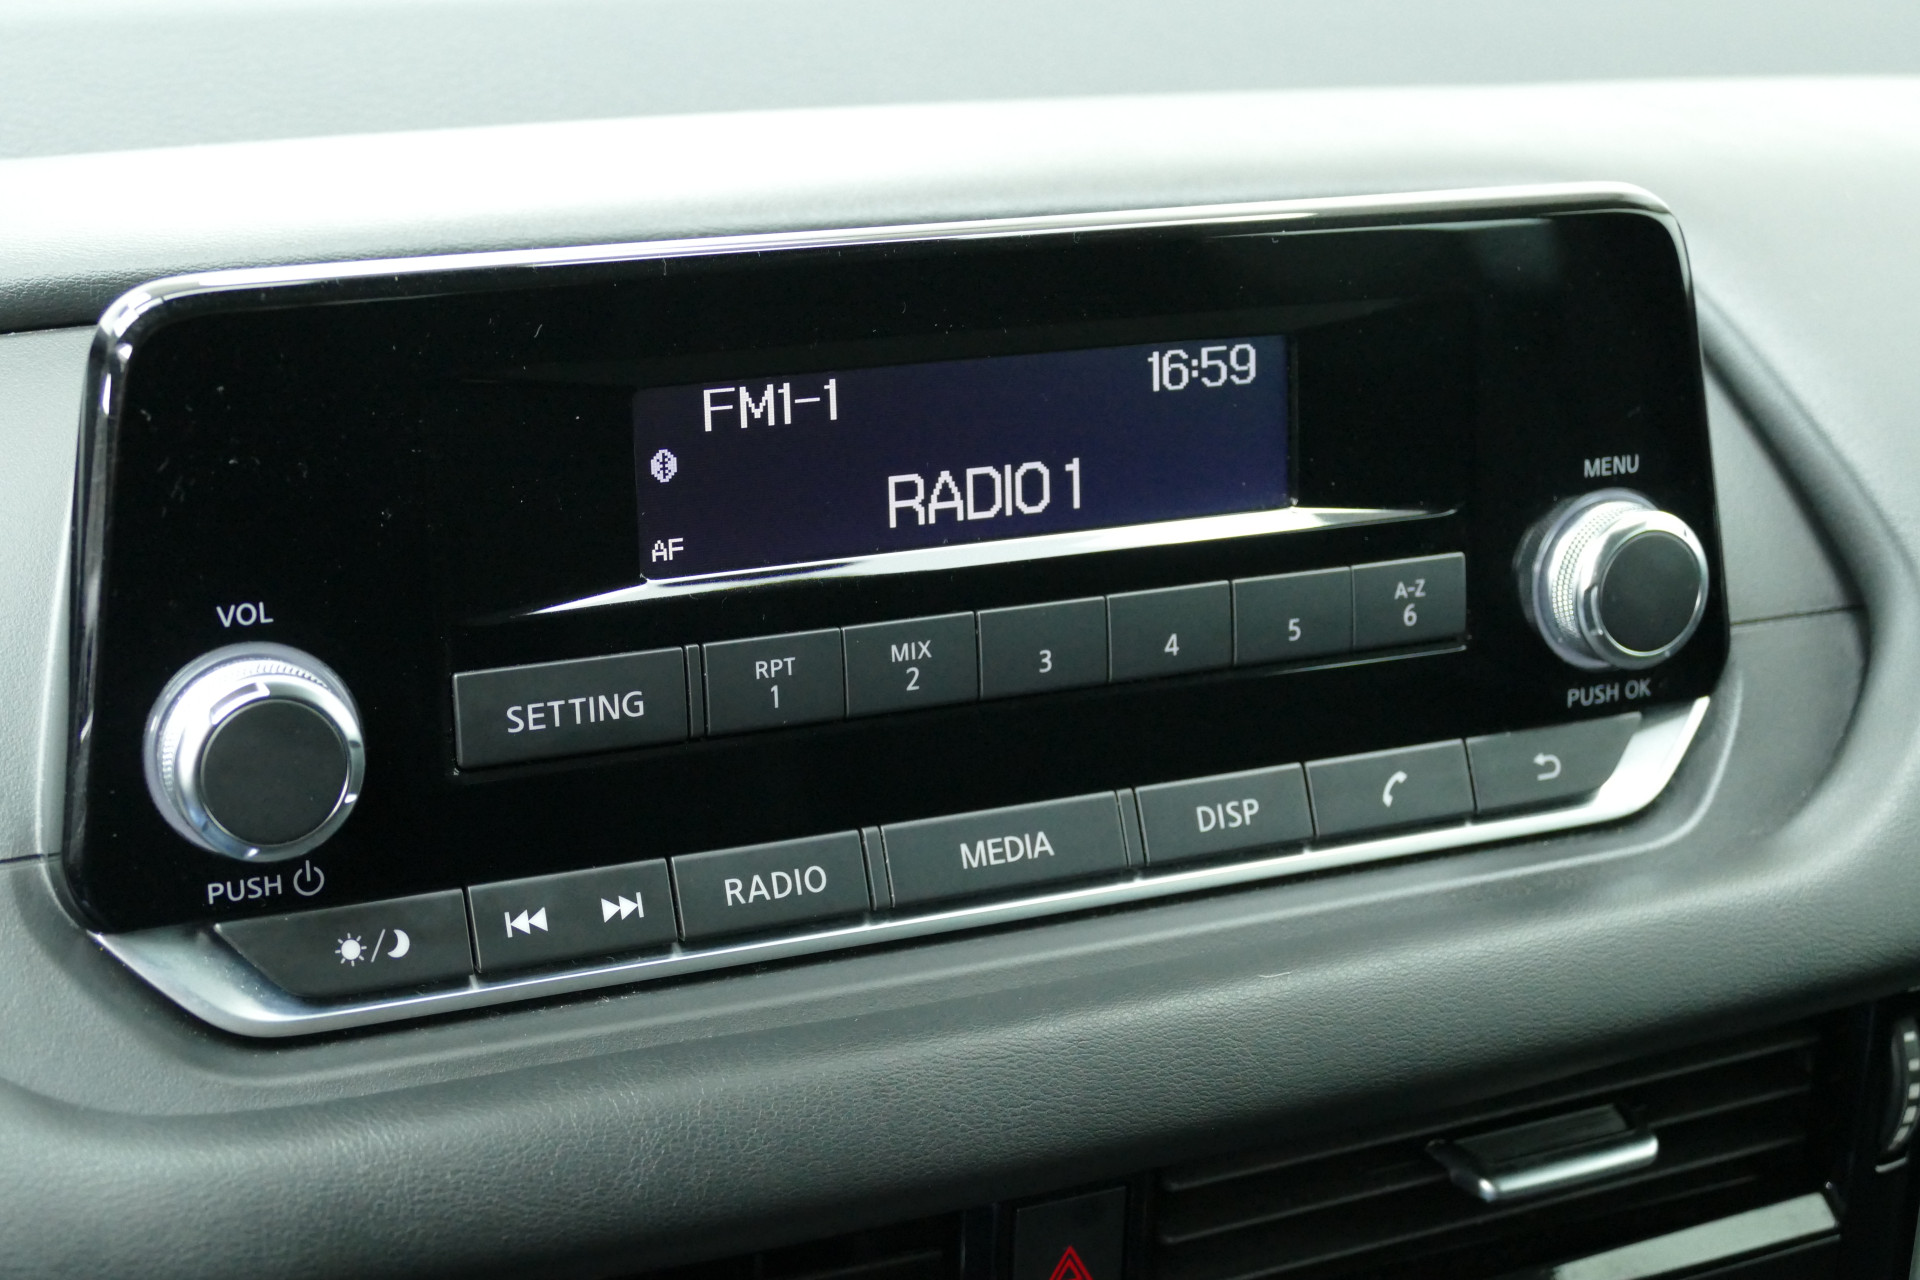 FM1-1 16:59
RADIO 1
AF
VOL
PUSH
MENU
PUSH OK
SETTING
RPT
1
MIX
2
3
4
5
A-Z
6
RADIO
MEDIA
DISP